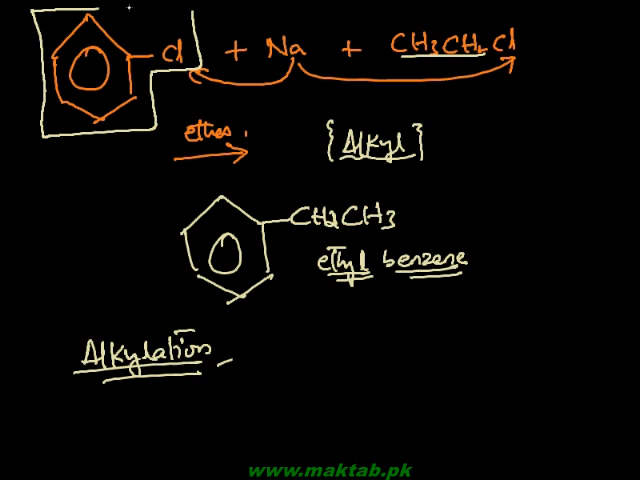 Cl + Na + CH3CH2Cl
ether.
{Alkyl}
CH2CH3
ethyl benzene
Alkylation
www.maktab.pk